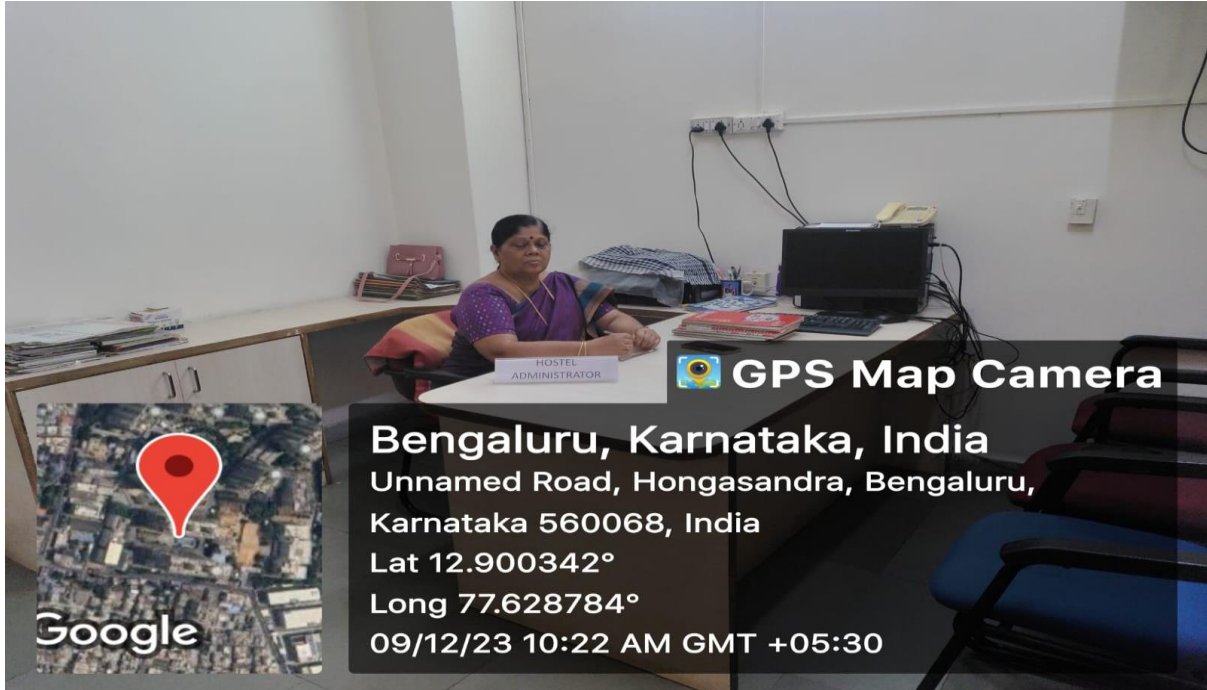 HOSTEL
ADMINISTRATOR
GPS Map Camera
Bengaluru, Karnataka, India
Unnamed Road, Hongasandra, Bengaluru,
Karnataka 560068, India
Lat 12.900342°
Long 77.628784°
09/12/23 10:22 AM GMT +05:30
Google